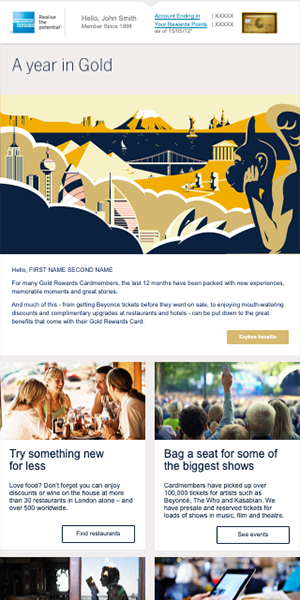 AMERICAN EXPRESS
Realise the potential™
Hello, John Smith
Member Since 1998
Account Ending in | XXXXX
Your Rewards Points | XXXXX
as of 15/05/12*
A year in Gold
Hello, FIRST NAME SECOND NAME
For many Gold Rewards Cardmembers, the last 12 months have been packed with new experiences,
memorable moments and great stories.
And much of this - from getting Beyonce tickets before they went on sale, to enjoying mouth-watering
discounts and complimentary upgrades at restaurants and hotels - can be put down to the great
benefits that come with their Gold Rewards Card.
Explore benefits
Try something new
for less
Love food? Don't forget you can enjoy
discounts or wine on the house at more
than 30 restaurants in London alone – and
over 500 worldwide.
Find restaurants
Bag a seat for some of
the biggest shows
Cardmembers have picked up over
100,000 tickets for artists such as
Beyoncé, The Who and Kasabian. We
have presale and reserved tickets for
loads of shows in music, film and theatre.
See events